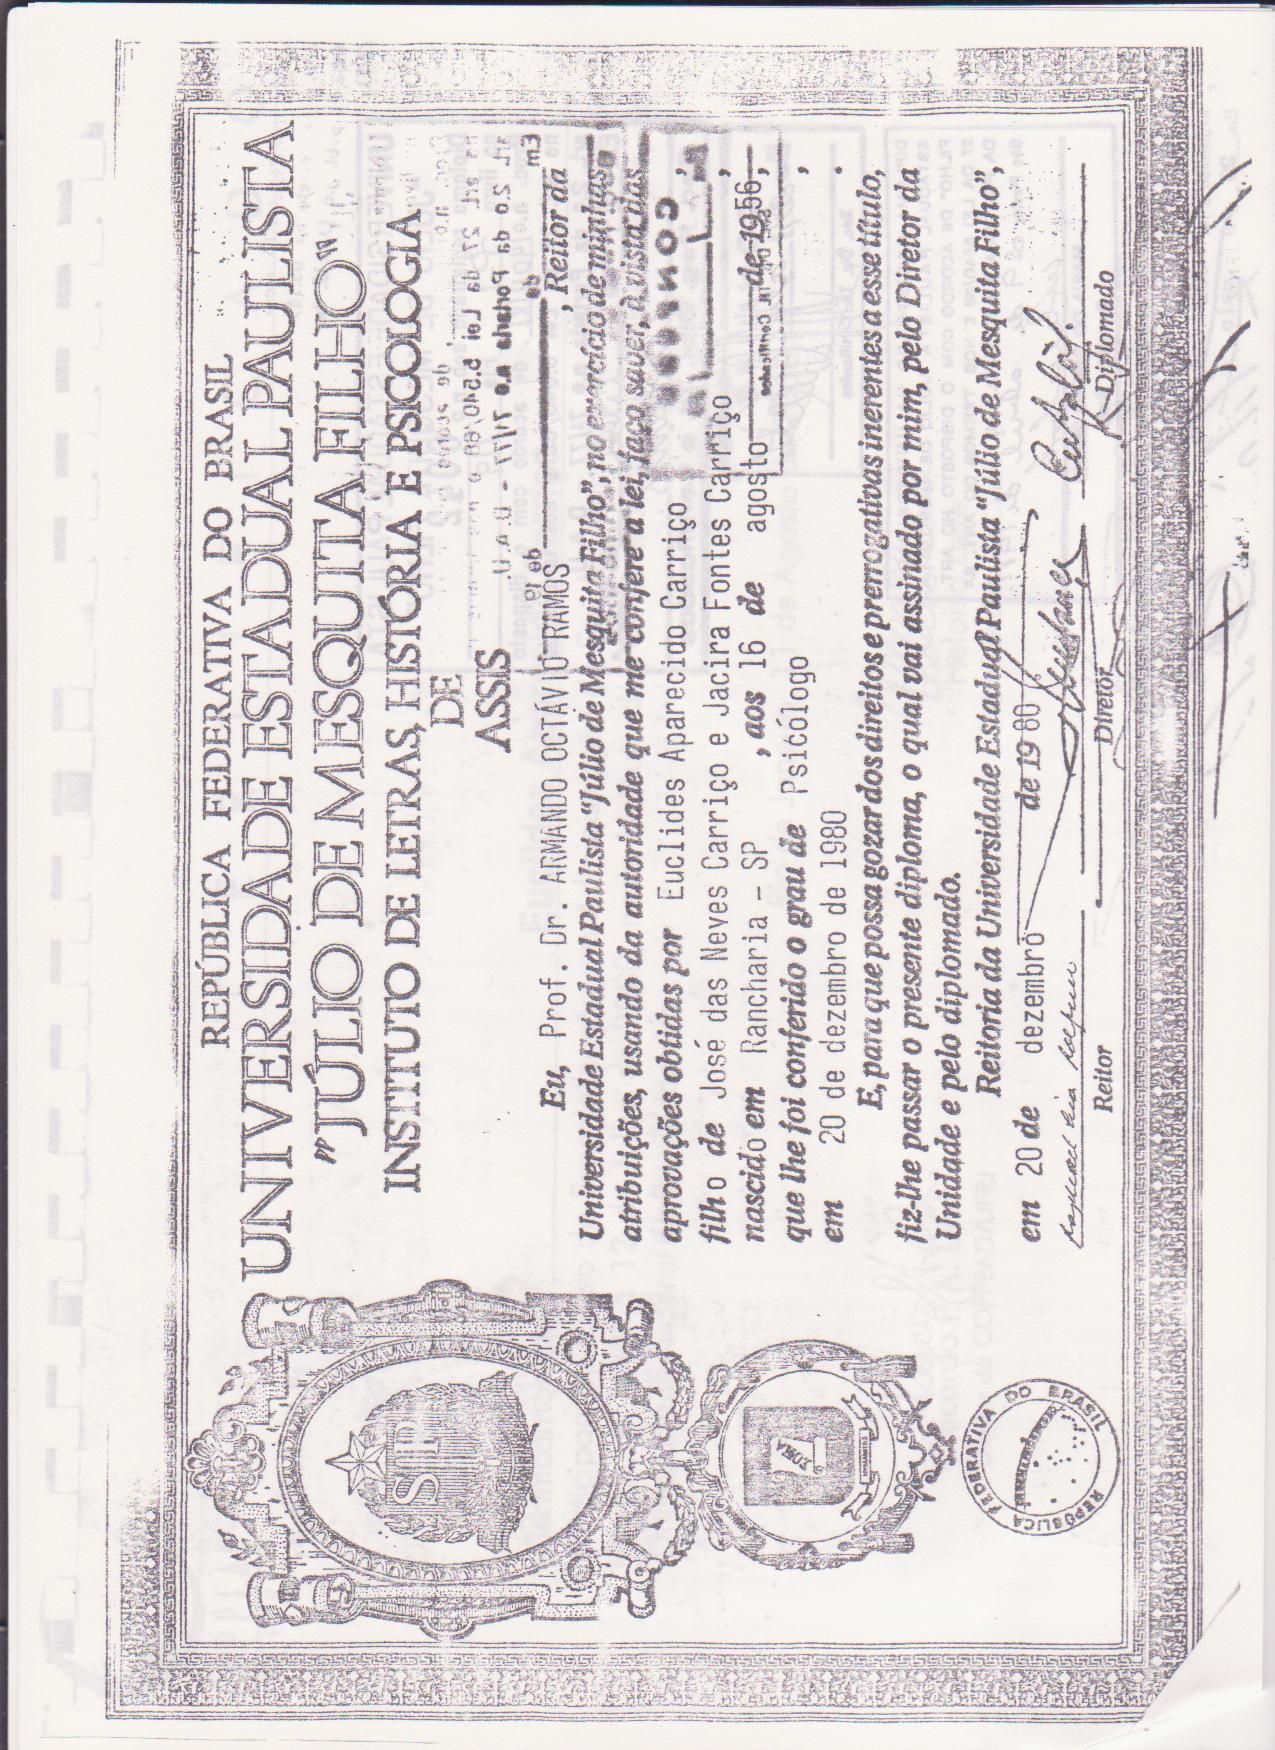 REPÚBLICA FEDERATIVA DO BRASIL
UNIVERSIDADE ESTADUAL PAULISTA
"JÚLIO DE MESQUITA FILHO"
INSTITUTO DE LETRAS, HISTÓRIA E PSICOLOGIA
DE
ASSIS
Eu, Prof. Dr. ARMANDO OCTÁVIO RAMOS , Reitor da
Universidade Estadual Paulista "Júlio de Mesquita Filho", no exercício de minhas
atribuições, usando da autoridade que me confere a lei, faço saber, à vista das
aprovações obtidas por Euclides Aparecido Carriço ,
filho de José das Neves Carriço e Jacira Fontes Carriço ,
nascido em Rancharia - SP , aos 16 de agosto de 1956,
que lhe foi conferido o grau de Psicólogo ,
em 20 de dezembro de 1980 .
E, para que possa gozar dos direitos e prerrogativas inerentes a esse título,
fiz-lhe passar o presente diploma, o qual vai assinado por mim, pelo Diretor da
Unidade e pelo diplomado.
Reitoria da Universidade Estadual Paulista "Júlio de Mesquita Filho",
em 20 de dezembro de 1980
Reitor Diretor Diplomado
SP
REPÚBLICA FEDERATIVA DO BRASIL